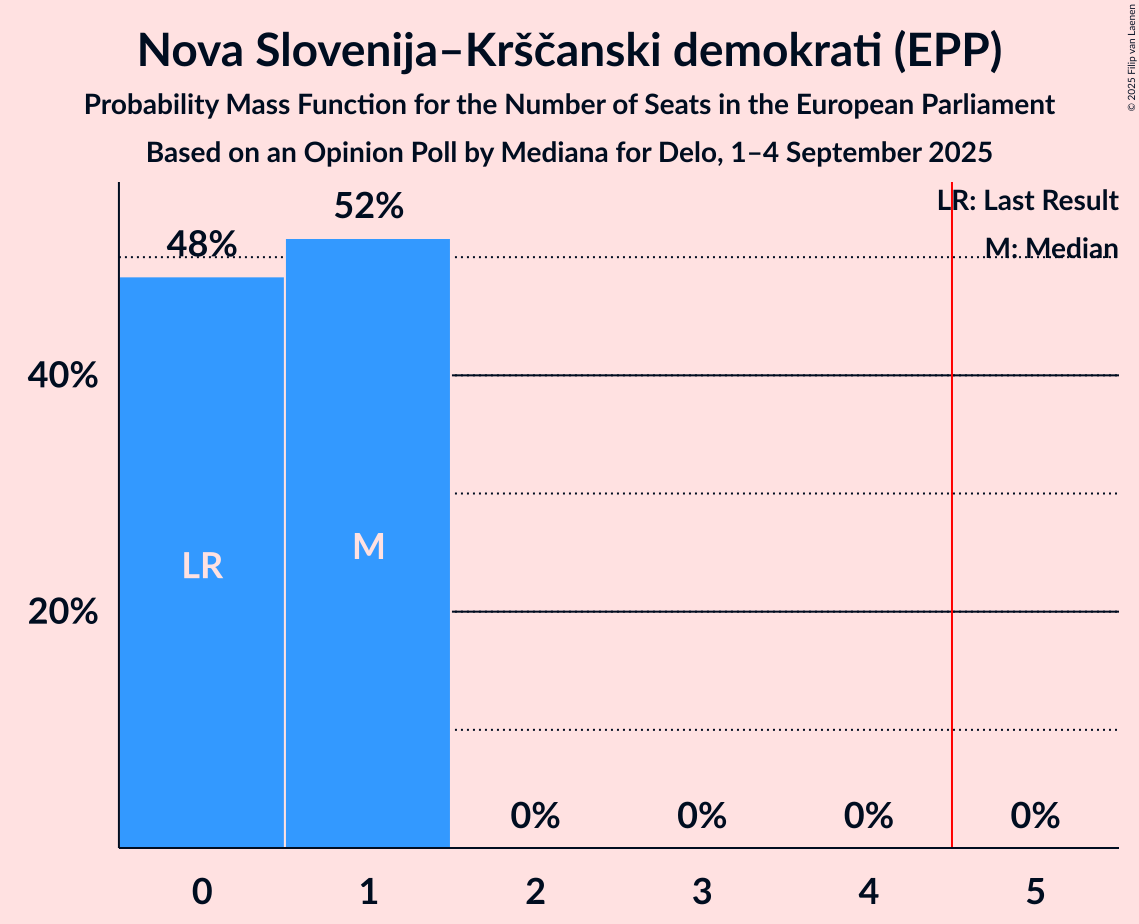 Nova Slovenija–Krščanski demokrati (EPP)
Probability Mass Function for the Number of Seats in the European Parliament
Based on an Opinion Poll by Mediana for Delo, 1–4 September 2025
© 2025 Filip van Laenen
LR: Last Result
M: Median
52%
48%
40%
20%
LR
M
0%
0%
0%
0%
0
1
2
3
4
5